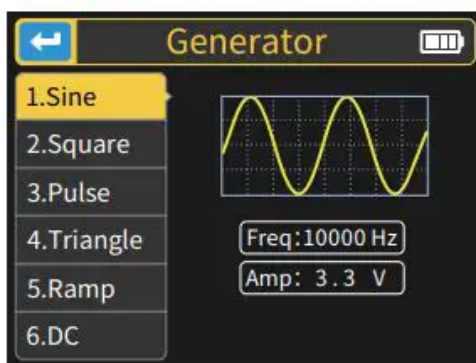 Generator
1.Sine
2.Square
3.Pulse
4.Triangle
5.Ramp
6.DC
Freq:10000 Hz
Amp: 3.3 V